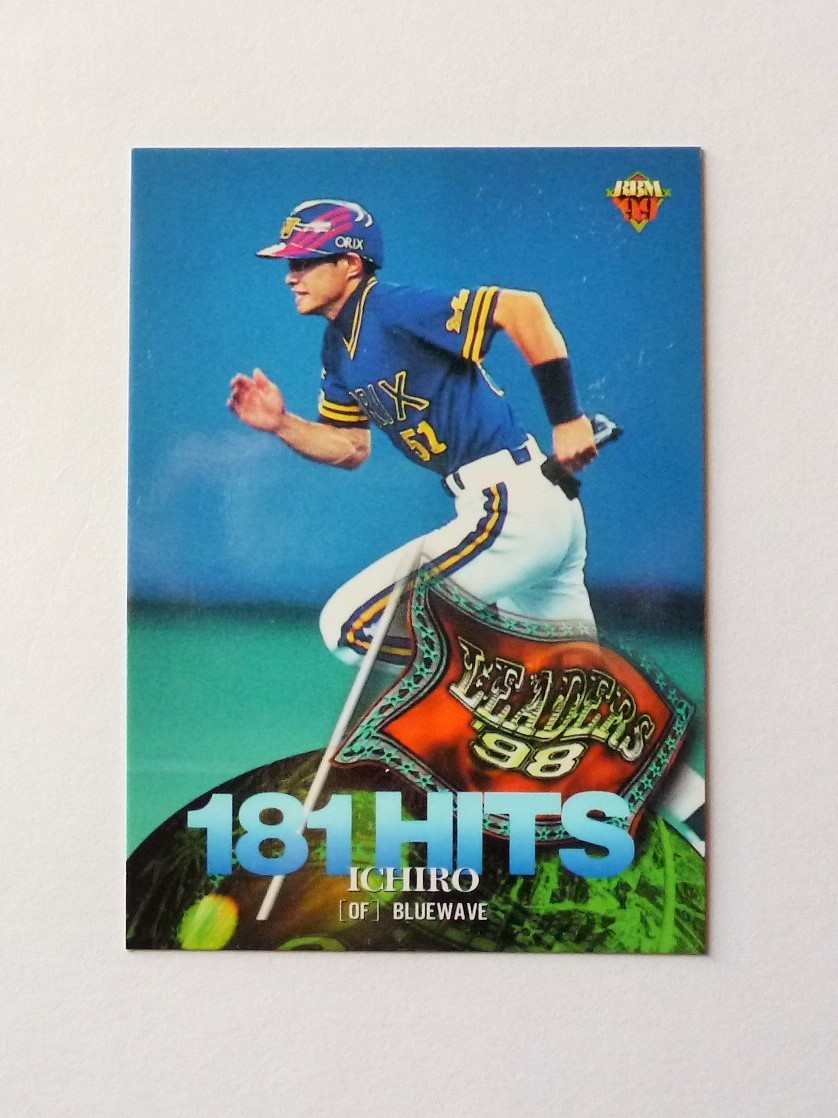 BBM
99
ORIX
ORIX
51
LEADERS
'98
181 HITS
ICHIRO
[OF] BLUEWAVE